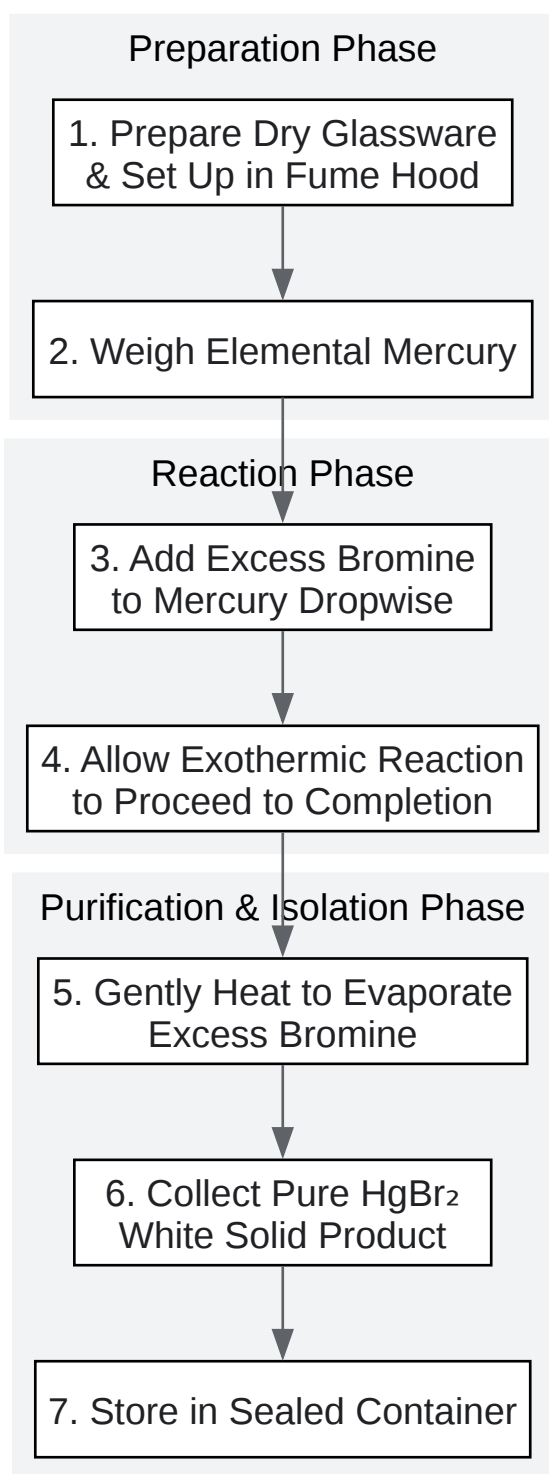 Preparation Phase
1. Prepare Dry Glassware
& Set Up in Fume Hood
2. Weigh Elemental Mercury
Reaction Phase
3. Add Excess Bromine
to Mercury Dropwise
4. Allow Exothermic Reaction
to Proceed to Completion
Purification & Isolation Phase
5. Gently Heat to Evaporate
Excess Bromine
6. Collect Pure HgBr₂
White Solid Product
7. Store in Sealed Container